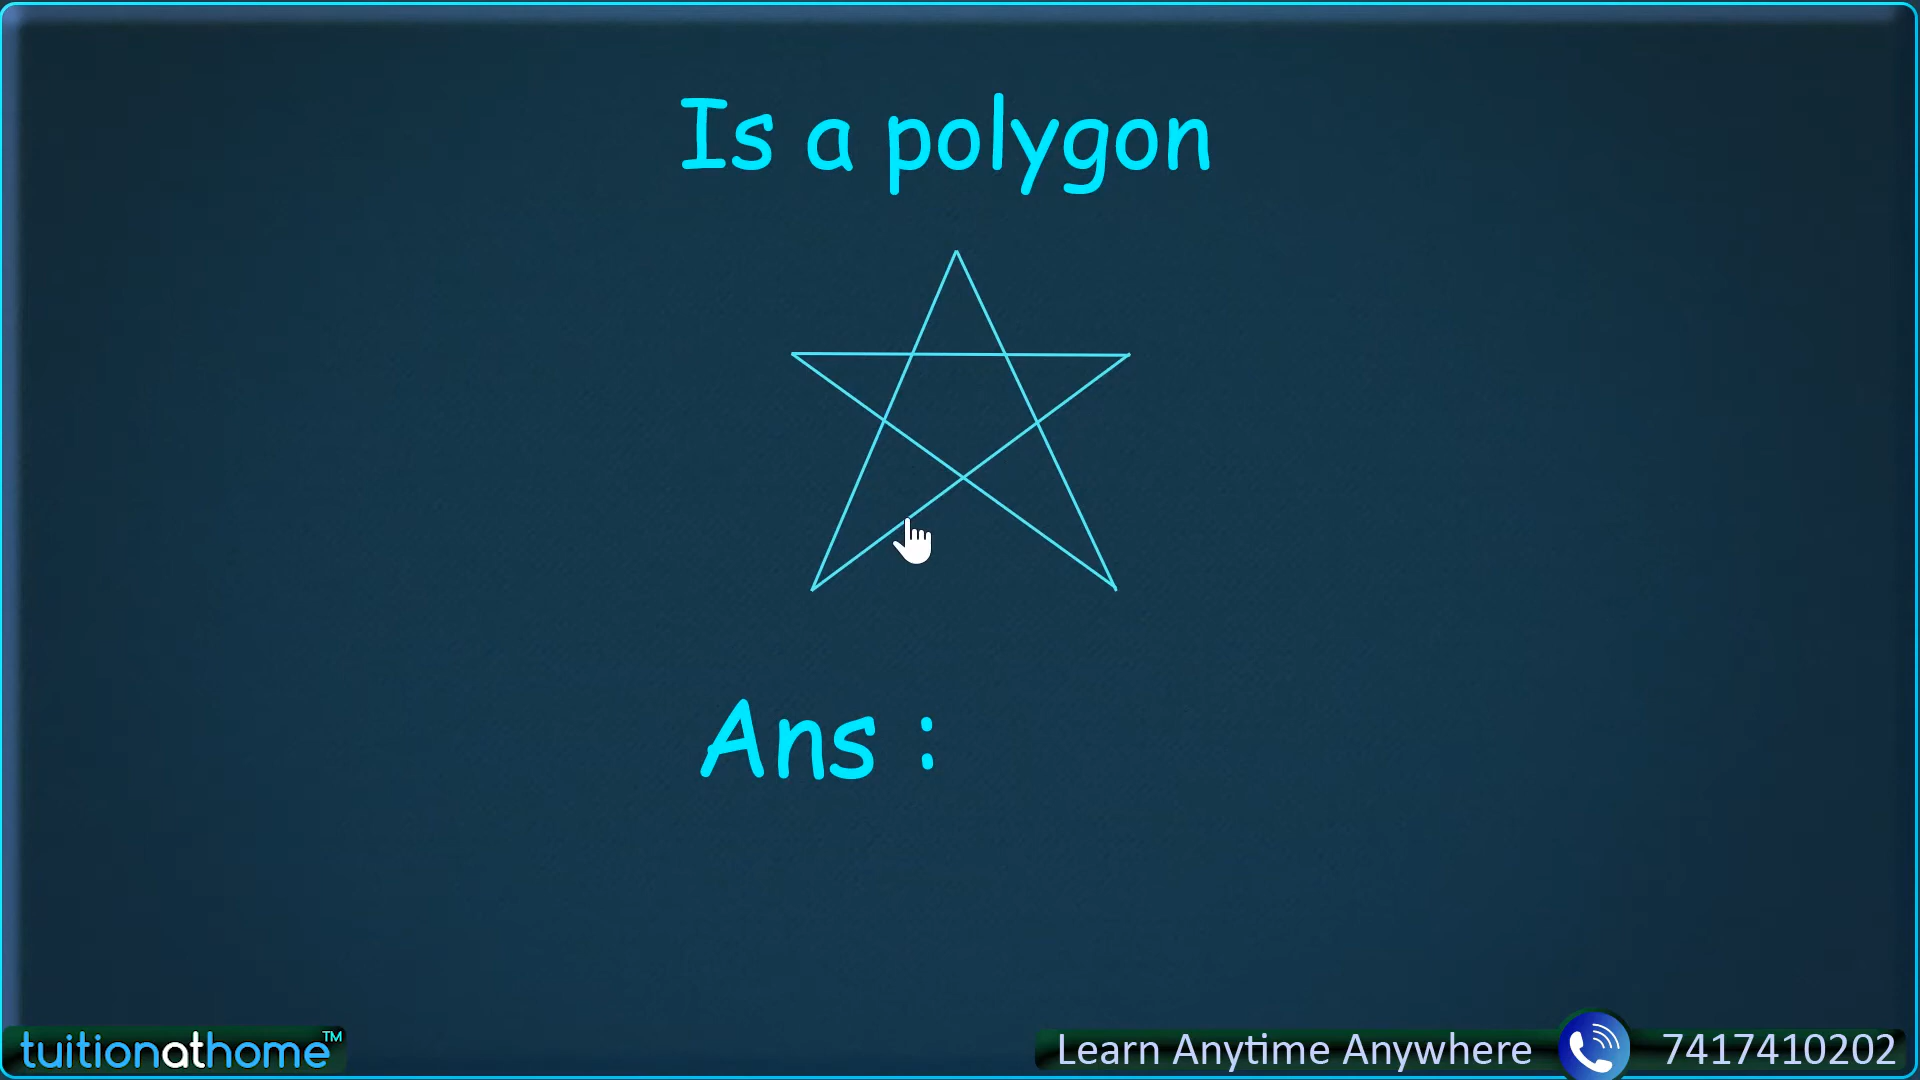 Is a polygon
Ans :
tuitionathome™
Learn Anytime Anywhere 7417410202